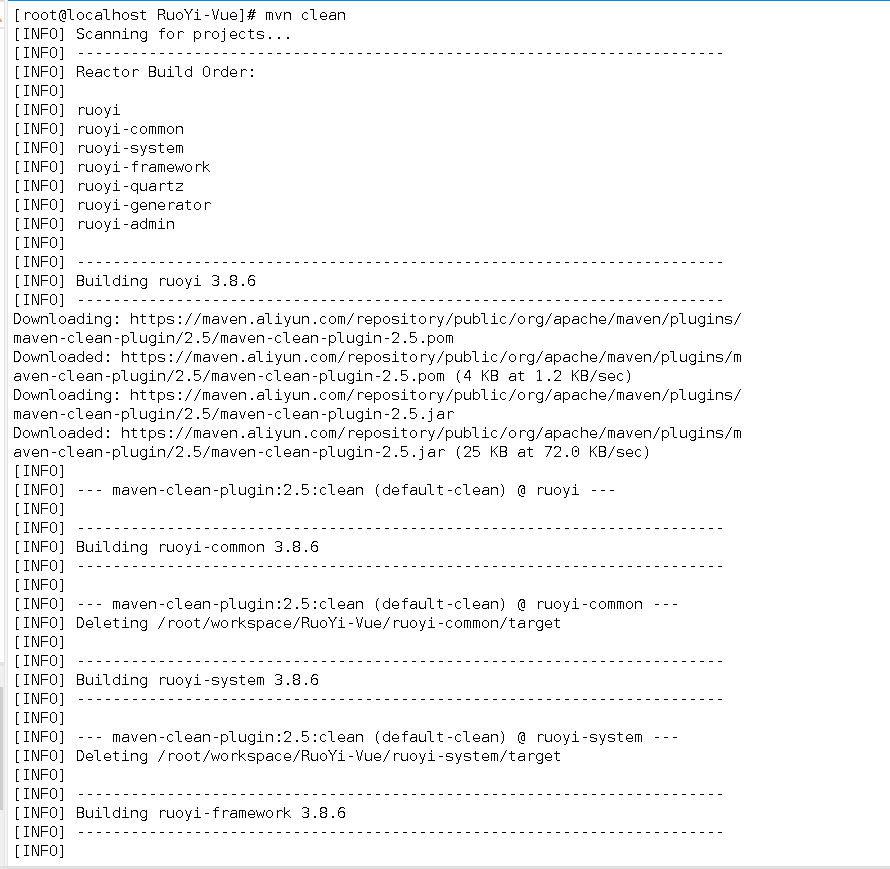 [root@localhost RuoYi-Vue]# mvn clean
[INFO] Scanning for projects...
[INFO] ------------------------------------------------------------------------
[INFO] Reactor Build Order:
[INFO]
[INFO] ruoyi
[INFO] ruoyi-common
[INFO] ruoyi-system
[INFO] ruoyi-framework
[INFO] ruoyi-quartz
[INFO] ruoyi-generator
[INFO] ruoyi-admin
[INFO]
[INFO] ------------------------------------------------------------------------
[INFO] Building ruoyi 3.8.6
[INFO] ------------------------------------------------------------------------
Downloading: https://maven.aliyun.com/repository/public/org/apache/maven/plugins/
maven-clean-plugin/2.5/maven-clean-plugin-2.5.pom
Downloaded: https://maven.aliyun.com/repository/public/org/apache/maven/plugins/m
aven-clean-plugin/2.5/maven-clean-plugin-2.5.pom (4 KB at 1.2 KB/sec)
Downloading: https://maven.aliyun.com/repository/public/org/apache/maven/plugins/
maven-clean-plugin/2.5/maven-clean-plugin-2.5.jar
Downloaded: https://maven.aliyun.com/repository/public/org/apache/maven/plugins/m
aven-clean-plugin/2.5/maven-clean-plugin-2.5.jar (25 KB at 72.0 KB/sec)
[INFO]
[INFO] --- maven-clean-plugin:2.5:clean (default-clean) @ ruoyi ---
[INFO]
[INFO] ------------------------------------------------------------------------
[INFO] Building ruoyi-common 3.8.6
[INFO] ------------------------------------------------------------------------
[INFO]
[INFO] --- maven-clean-plugin:2.5:clean (default-clean) @ ruoyi-common ---
[INFO] Deleting /root/workspace/RuoYi-Vue/ruoyi-common/target
[INFO]
[INFO] ------------------------------------------------------------------------
[INFO] Building ruoyi-system 3.8.6
[INFO] ------------------------------------------------------------------------
[INFO]
[INFO] --- maven-clean-plugin:2.5:clean (default-clean) @ ruoyi-system ---
[INFO] Deleting /root/workspace/RuoYi-Vue/ruoyi-system/target
[INFO]
[INFO] ------------------------------------------------------------------------
[INFO] Building ruoyi-framework 3.8.6
[INFO] ------------------------------------------------------------------------
[INFO]